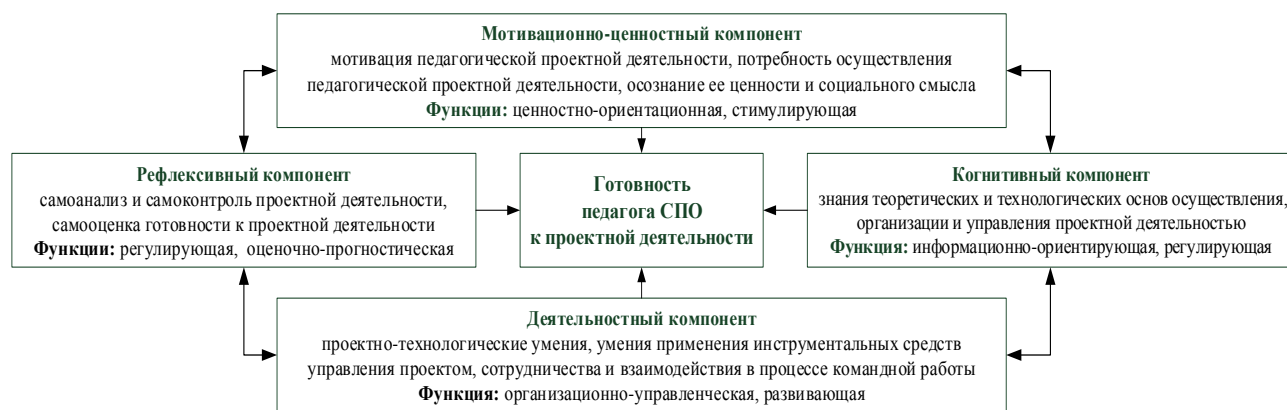 Мотивационно-ценностный компонент
мотивация педагогической проектной деятельности, потребность осуществления
педагогической проектной деятельности, осознание ее ценности и социального смысла
Функции: ценностно-ориентационная, стимулирующая
Рефлексивный компонент
самоанализ и самоконтроль проектной деятельности,
самооценка готовности к проектной деятельности
Функции: регулирующая, оценочно-прогностическая
Готовность
педагога СПО
к проектной деятельности
Когнитивный компонент
знания теоретических и технологических основ осуществления,
организации и управления проектной деятельностью
Функция: информационно-ориентирующая, регулирующая
Деятельностный компонент
проектно-технологические умения, умения применения инструментальных средств
управления проектом, сотрудничества и взаимодействия в процессе командной работы
Функция: организационно-управленческая, развивающая